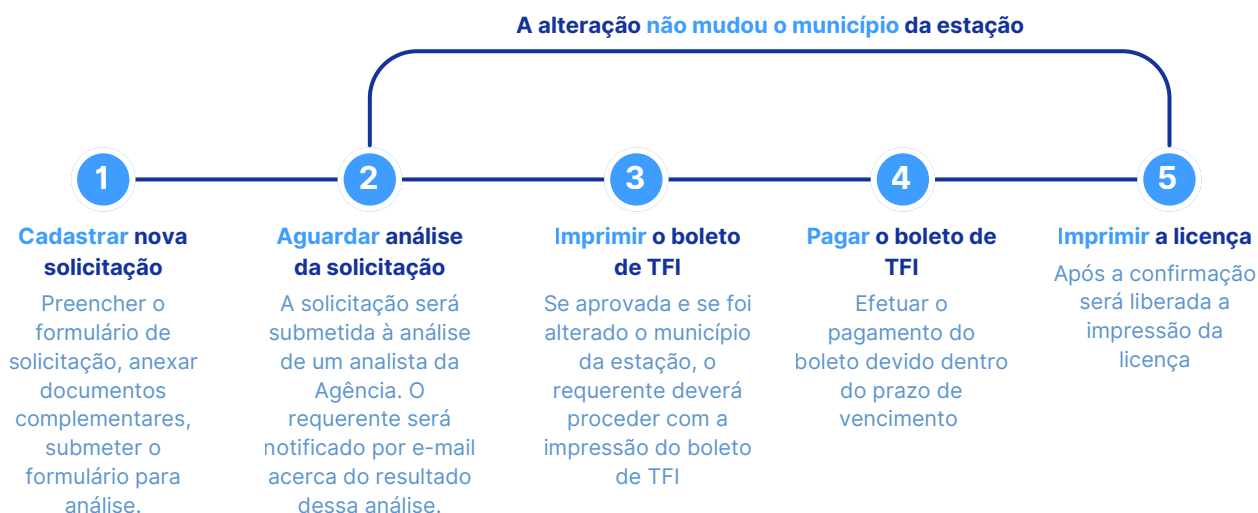 A alteração não mudou o município da estação
1
Cadastrar nova
solicitação
Preencher o
formulário de
solicitação, anexar
documentos
complementares,
submeter o
formulário para
análise.
2
Aguardar análise
da solicitação
A solicitação será
submetida à análise
de um analista da
Agência. O
requerente será
notificado por e-mail
acerca do resultado
dessa análise.
3
Imprimir o boleto
de TFI
Se aprovada e se foi
alterado o município
da estação, o
requerente deverá
proceder com a
impressão do boleto
de TFI
4
Pagar o boleto de
TFI
Efetuar o
pagamento do
boleto devido dentro
do prazo de
vencimento
5
Imprimir a licença
Após a confirmação
será liberada a
impressão da
licença